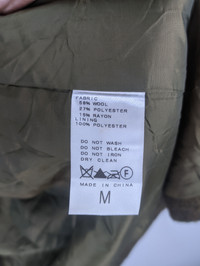 FABRIC
58% WOOL
27% POLYESTER
15% RAYON
LINING
100% POLYESTER
DO NOT WASH
DO NOT BLEACH
DO NOT IRON
DRY CLEAN
F
MADE IN CHINA
M